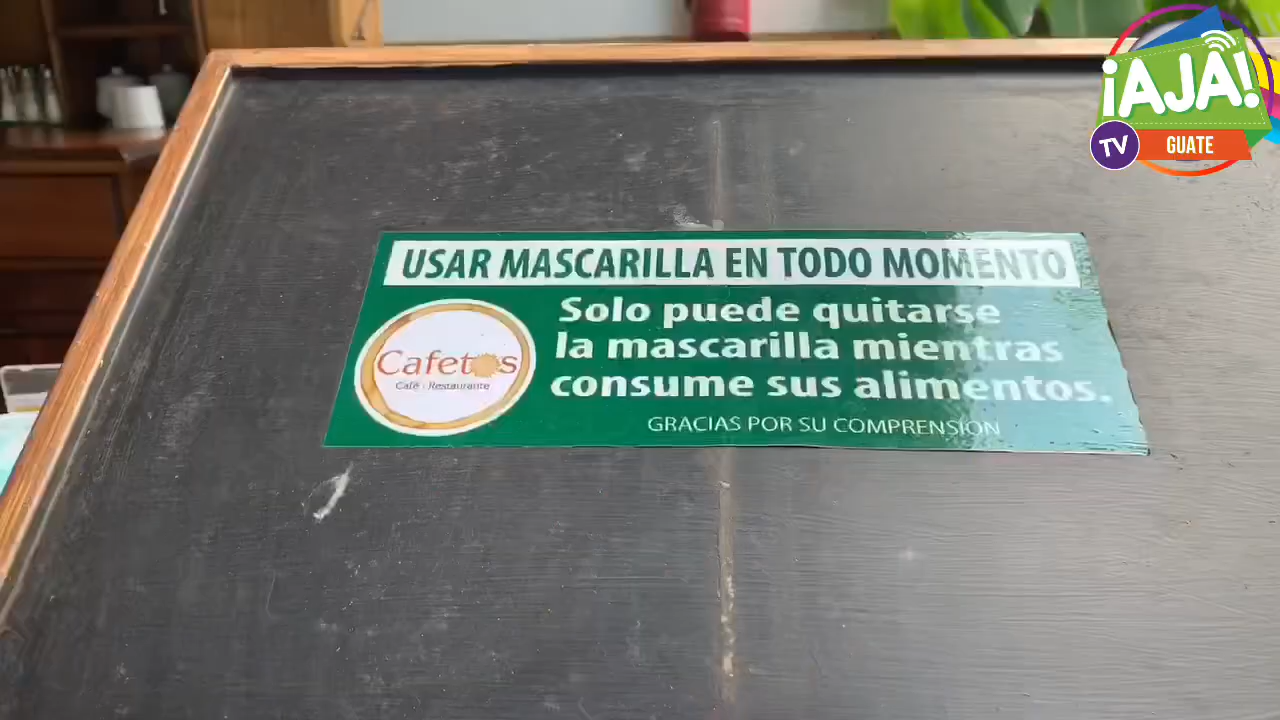 ¡AJA!
TV GUATE
USAR MASCARILLA EN TODO MOMENTO
Solo puede quitarse
la mascarilla mientras
consume sus alimentos.
GRACIAS POR SU COMPRENSIÓN
Cafetos
Café - Restaurante